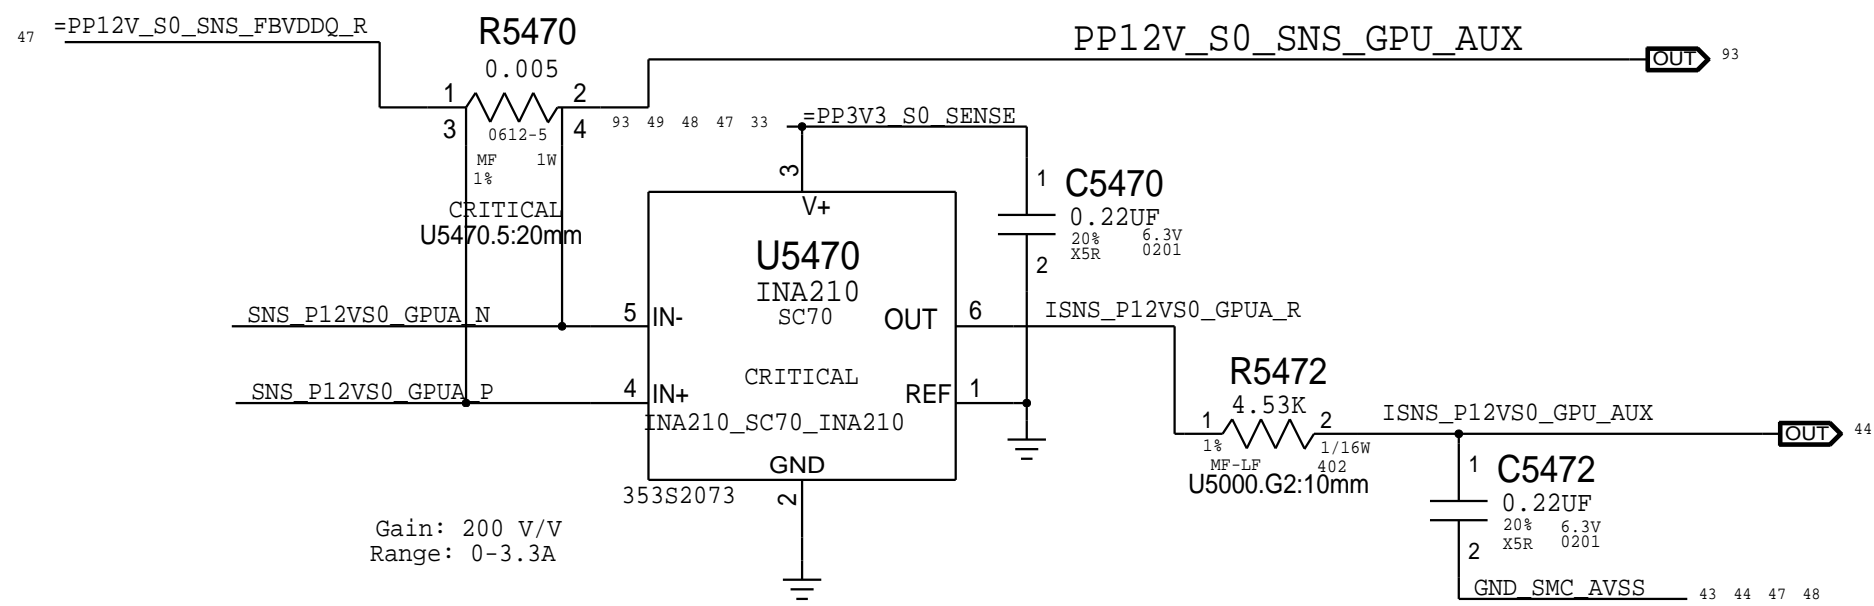 47 =PP12V_S0_SNS_FBVDDQ_R
R5470
0.005
1 2
3 4
0612-5
MF 1W
1%
CRITICAL
U5470.5:20mm
PP12V_S0_SNS_GPU_AUX
OUT 93
93 49 48 47 33 =PP3V3_S0_SENSE
3
V+
1
C5470
0.22UF
20% 6.3V
X5R 0201
2
U5470
INA210
SC70
SNS_P12VS0_GPUA_N 5 IN-
OUT 6 ISNS_P12VS0_GPUA_R
SNS_P12VS0_GPUA_P 4 IN+
CRITICAL
REF 1
INA210_SC70_INA210
GND
353S2073 2
Gain: 200 V/V
Range: 0-3.3A
R5472
4.53K
1 2
1% 1/16W
MF-LF 402
U5000.G2:10mm
ISNS_P12VS0_GPU_AUX
OUT 44
1
C5472
0.22UF
20% 6.3V
X5R 0201
2
GND_SMC_AVSS 43 44 47 48